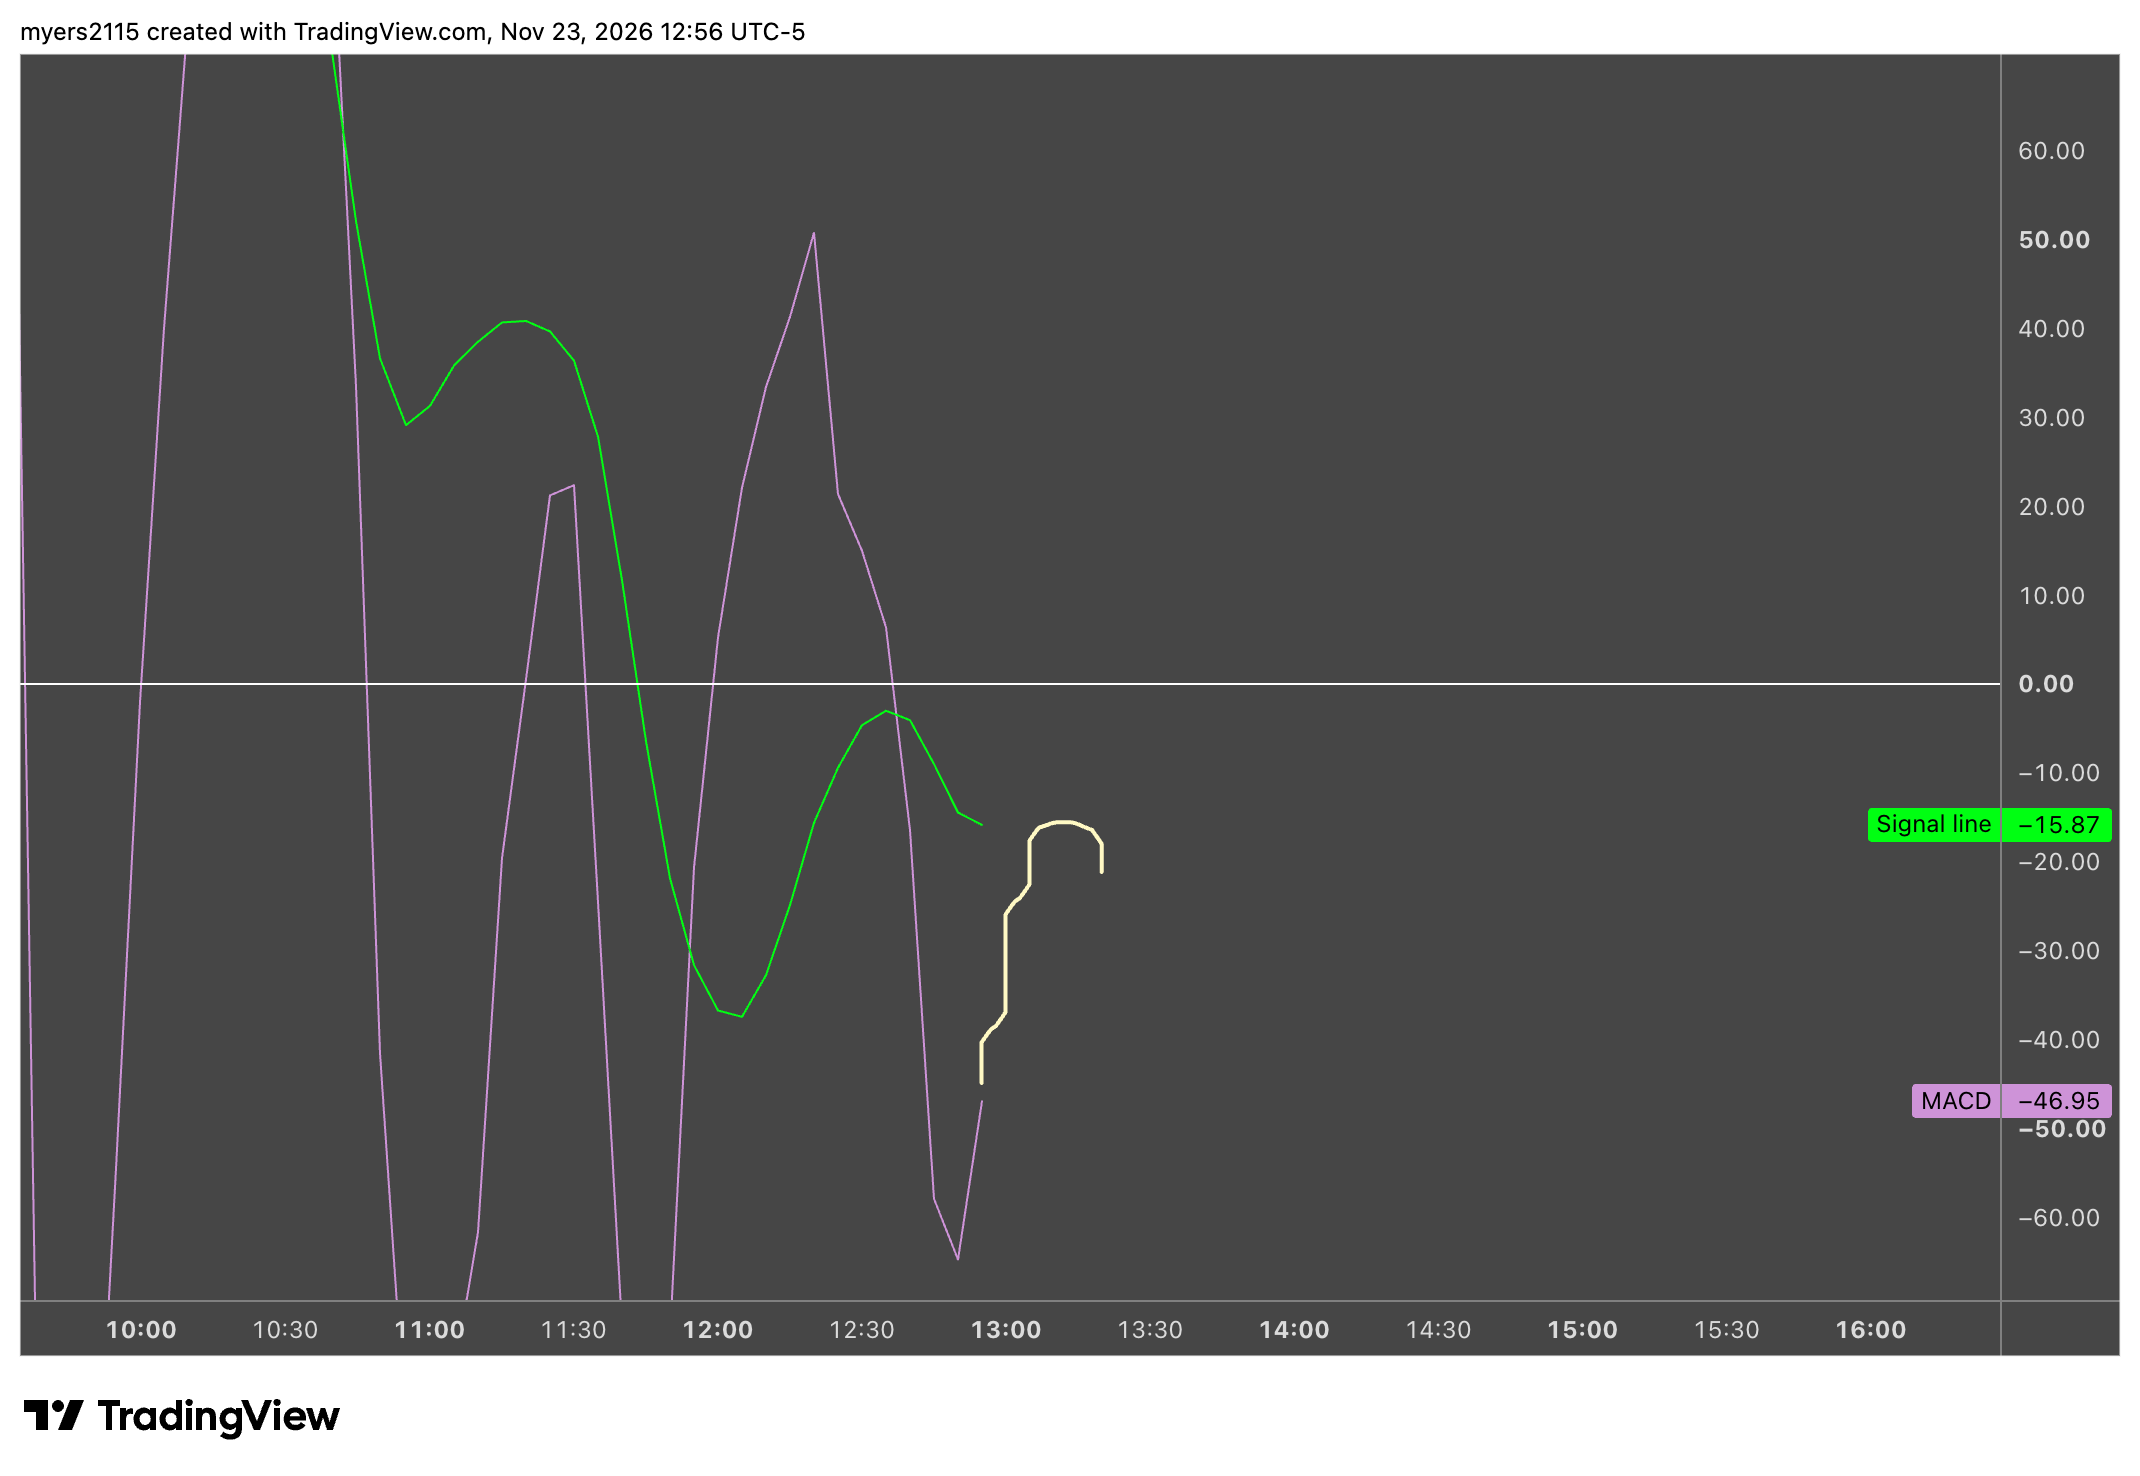 myers2115 created with TradingView.com, Nov 23, 2026 12:56 UTC-5
60.00
50.00
40.00
30.00
20.00
10.00
0.00
−10.00
Signal line −15.87
−20.00
−30.00
−40.00
MACD −46.95
−50.00
−60.00
10:00 10:30 11:00 11:30 12:00 12:30 13:00 13:30 14:00 14:30 15:00 15:30 16:00
TradingView